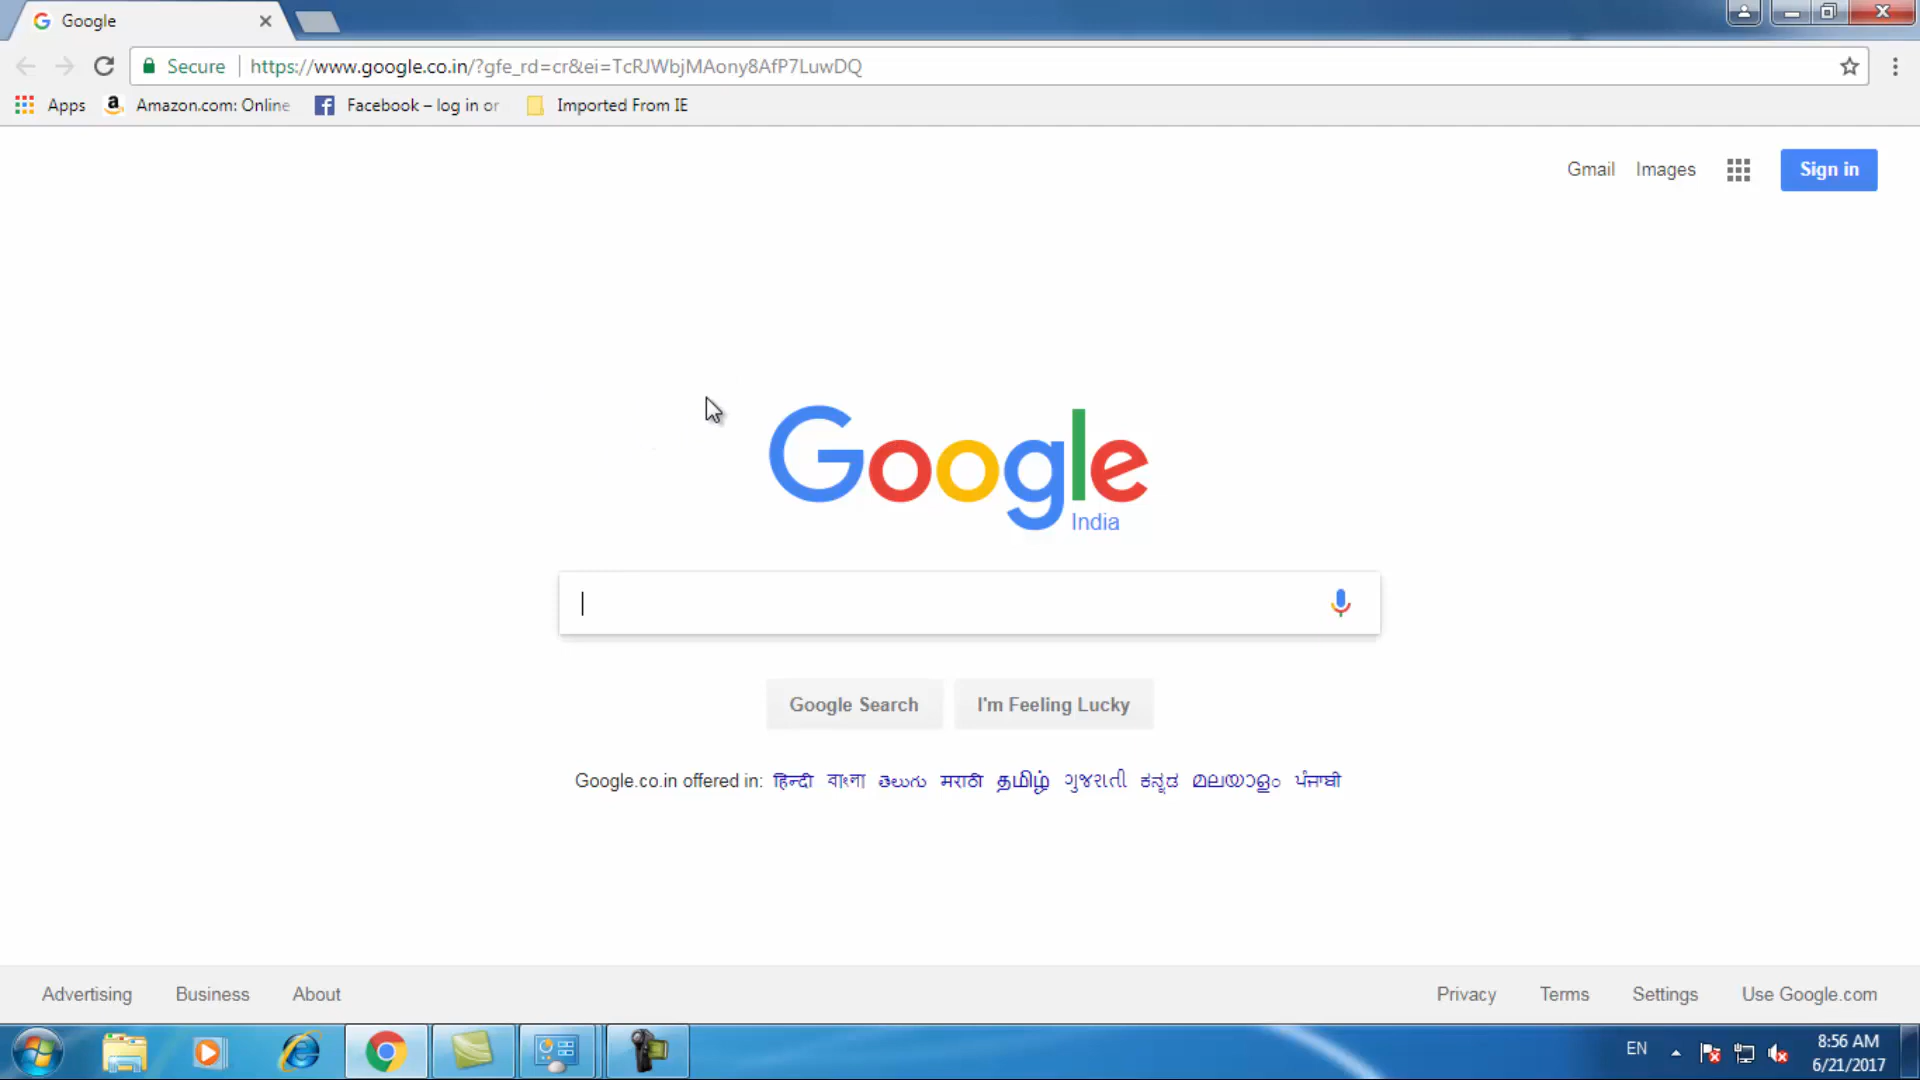 Google
Secure https://www.google.co.in/?gfe_rd=cr&ei=TcRJWbjMAony8AfP7LuwDQ
Apps Amazon.com: Online Facebook – log in or Imported From IE
Gmail Images Sign in
Google
India
Google Search I'm Feeling Lucky
Google.co.in offered in: हिन्दी বাংলা తెలుగు मराठी தமிழ் ગુજરાતી ಕನ್ನಡ മലയാളം ਪੰਜਾਬੀ
Advertising Business About Privacy Terms Settings Use Google.com
EN 8:56 AM
6/21/2017